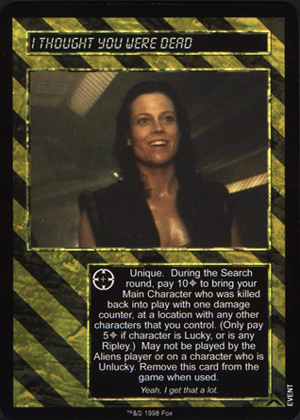 I THOUGHT YOU WERE DEAD
Unique. During the Search
round, pay 10⌖ to bring your
Main Character who was killed
back into play with one damage
counter, at a location with any other
characters that you control. (Only pay
5⌖ if character is Lucky, or is any
Ripley.) May not be played by the
Aliens player or on a character who is
Unlucky. Remove this card from the
game when used.
Yeah, I get that a lot.
EVENT
™&© 1998 Fox